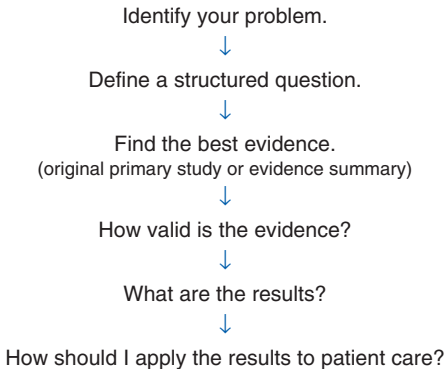 Identify your problem.
↓
Define a structured question.
↓
Find the best evidence.
(original primary study or evidence summary)
↓
How valid is the evidence?
↓
What are the results?
↓
How should I apply the results to patient care?